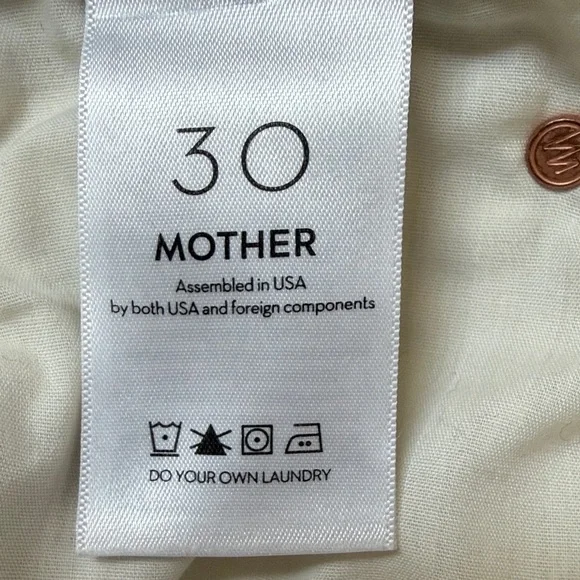 30
MOTHER
Assembled in USA
by both USA and foreign components
DO YOUR OWN LAUNDRY